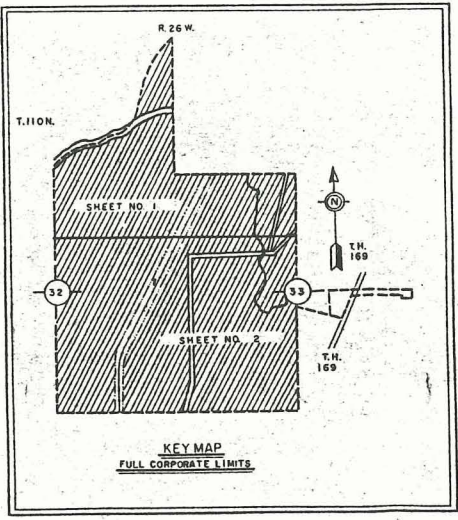 R. 26 W.
T. 110 N.
SHEET NO. 1
N
T.H.
169
32
33
SHEET NO. 2
T.H.
169
KEY MAP
FULL CORPORATE LIMITS